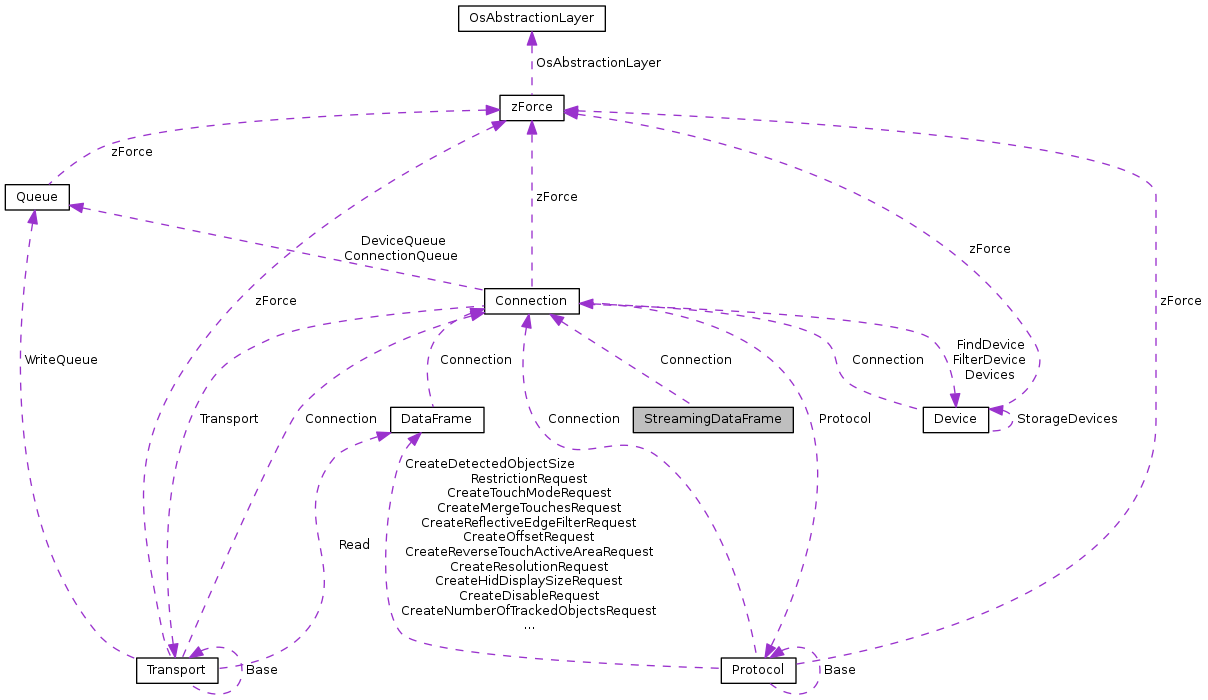 OsAbstractionLayer
OsAbstractionLayer
zForce
zForce
Queue
zForce
DeviceQueue
ConnectionQueue
zForce
zForce
zForce
Connection
WriteQueue
Connection
Connection
Connection
FindDevice
FilterDevice
Devices
Transport
Connection
DataFrame
Connection
StreamingDataFrame
Protocol
Device
StorageDevices
Read
CreateDetectedObjectSize
RestrictionRequest
CreateTouchModeRequest
CreateMergeTouchesRequest
CreateReflectiveEdgeFilterRequest
CreateOffsetRequest
CreateReverseTouchActiveAreaRequest
CreateResolutionRequest
CreateHidDisplaySizeRequest
CreateDisableRequest
CreateNumberOfTrackedObjectsRequest
...
Transport
Base
Protocol
Base